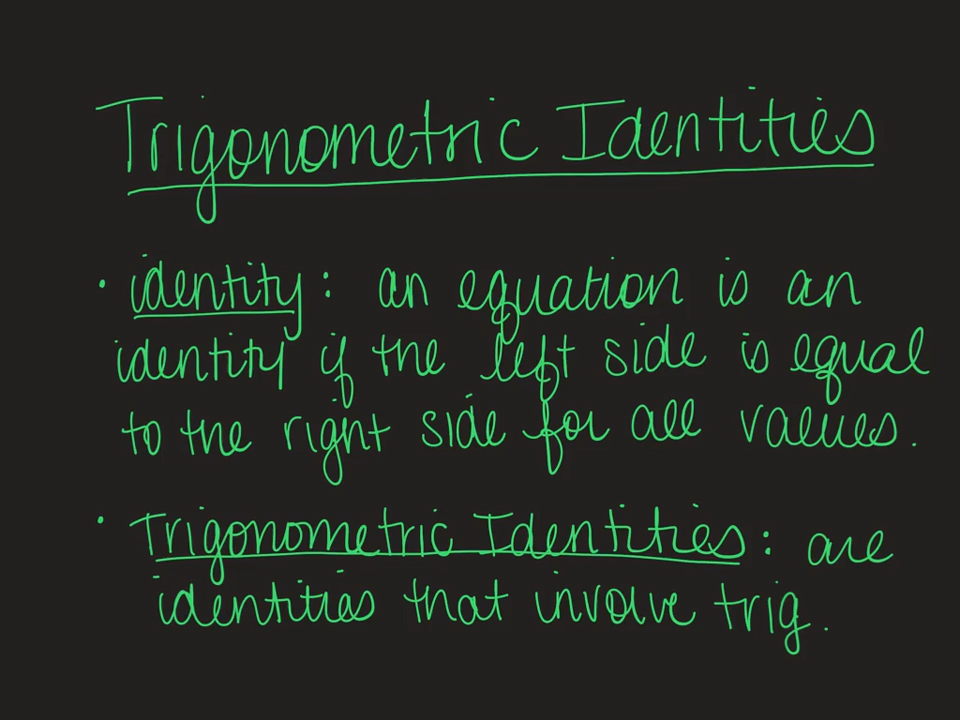 Trigonometric Identities
• identity: an equation is an
identity if the left side is equal
to the right side for all values.
• Trigonometric Identities: are
identities that involve trig.